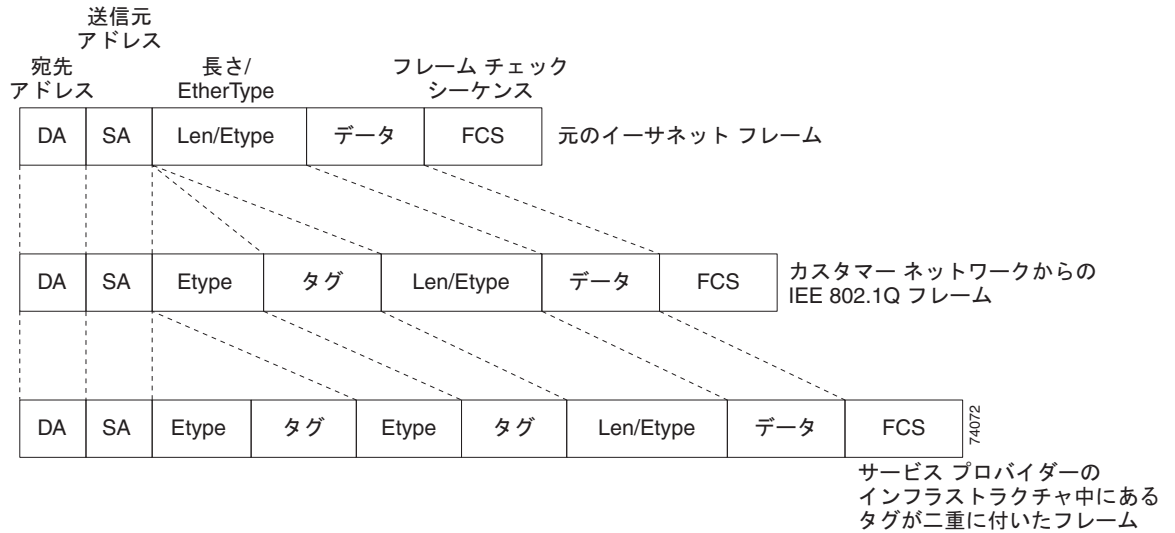 送信元
アドレス
宛先
アドレス
長さ/
EtherType
フレーム チェック
シーケンス
DA SA Len/Etype データ FCS
元のイーサネット フレーム
DA SA Etype タグ Len/Etype データ FCS
カスタマー ネットワークからの
IEE 802.1Q フレーム
DA SA Etype タグ Etype タグ Len/Etype データ FCS
74072
サービス プロバイダーの
インフラストラクチャ中にある
タグが二重に付いたフレーム